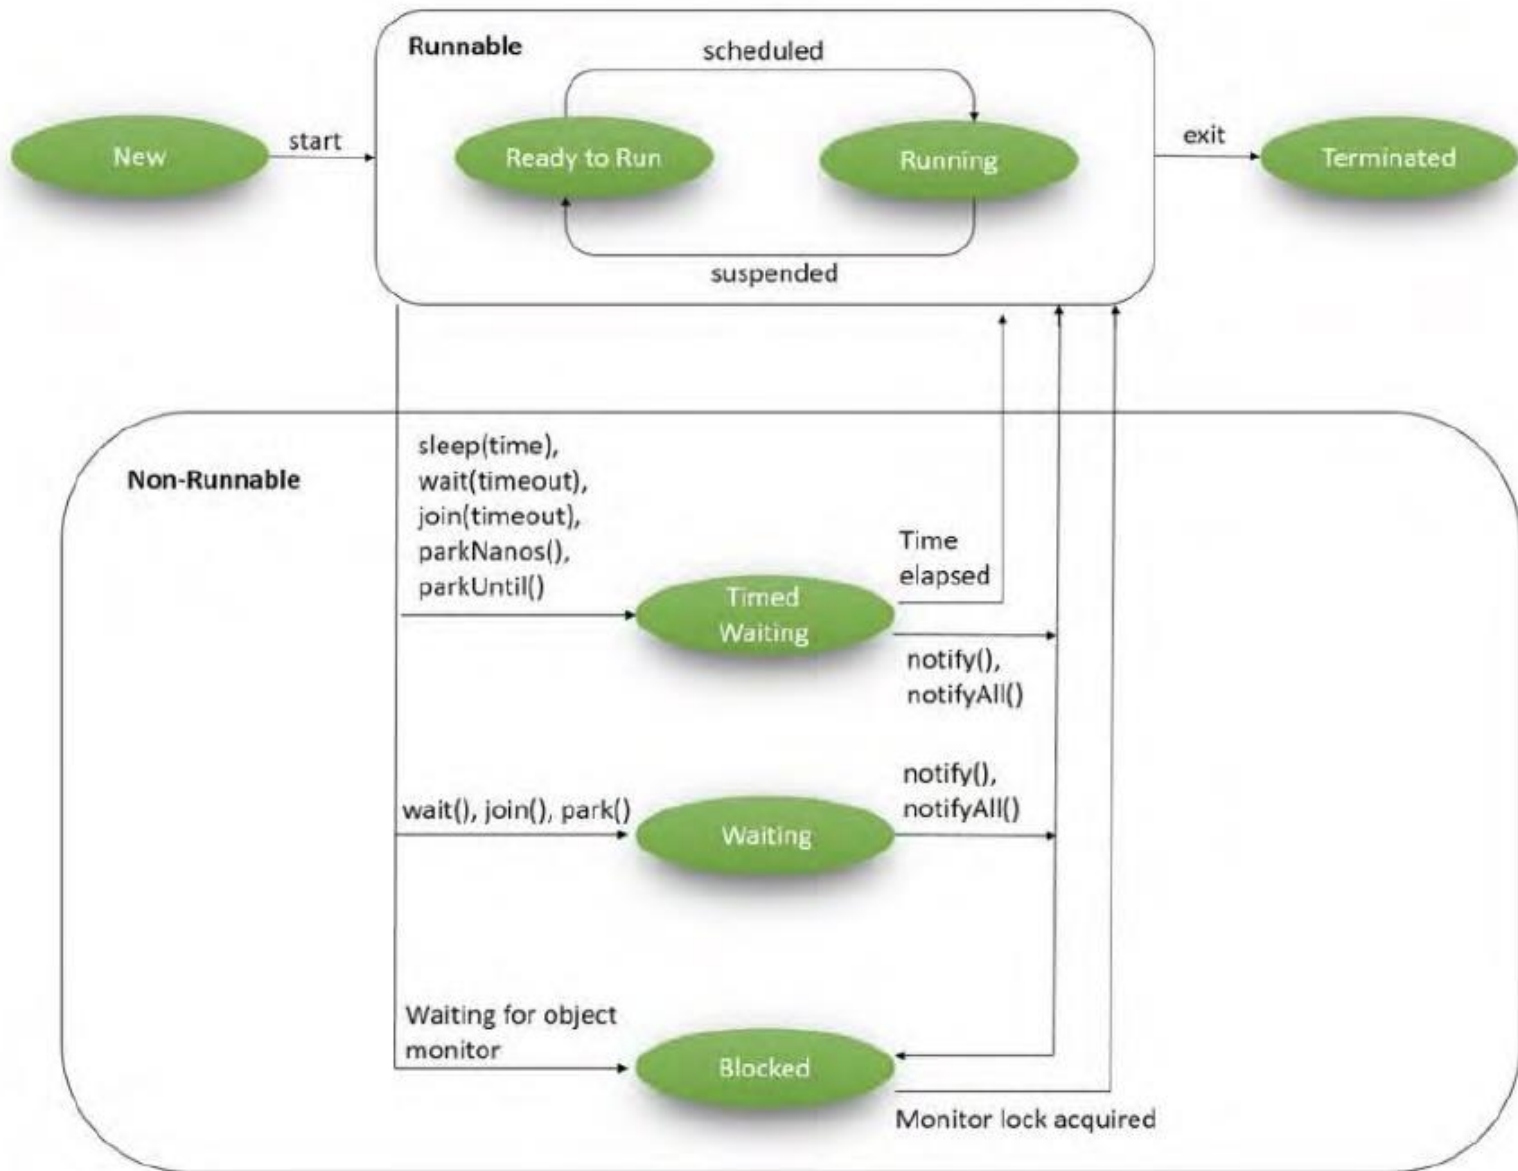 Runnable
scheduled
New
start
Ready to Run
Running
exit
Terminated
suspended
Non-Runnable
sleep(time),
wait(timeout),
join(timeout),
parkNanos(),
parkUntil()
Time
elapsed
Timed
Waiting
notify(),
notifyAll()
wait(), join(), park()
Waiting
notify(),
notifyAll()
Waiting for object
monitor
Blocked
Monitor lock acquired